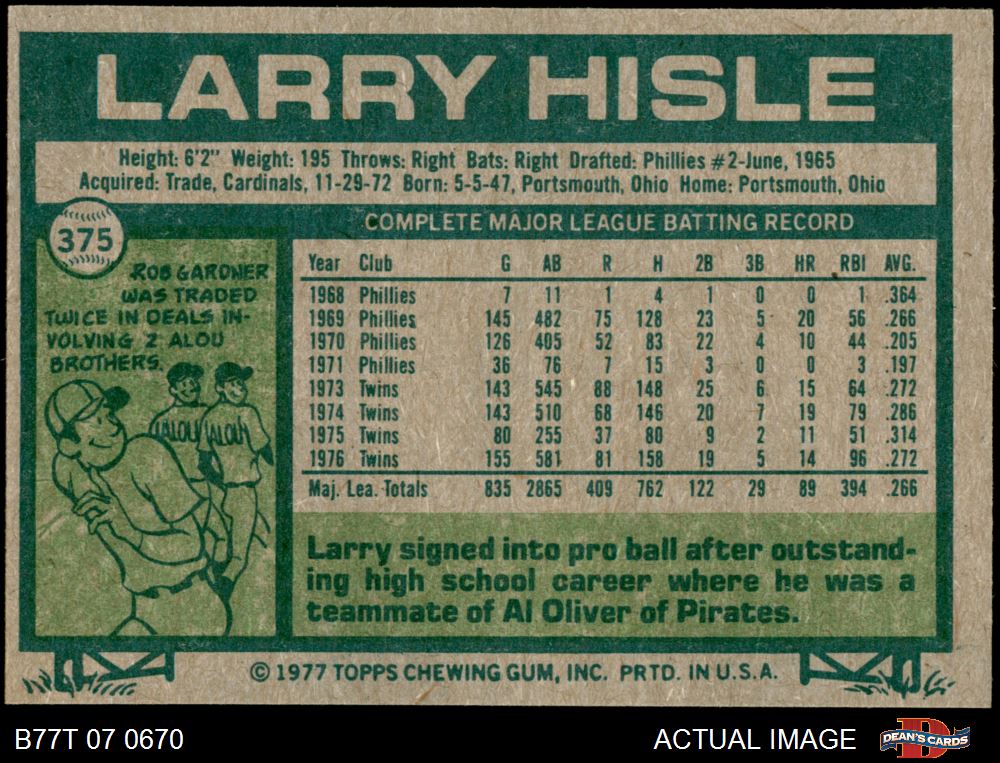 LARRY HISLE
Height: 6'2" Weight: 195 Throws: Right Bats: Right Drafted: Phillies #2-June, 1965
Acquired: Trade, Cardinals, 11-29-72 Born: 5-5-47, Portsmouth, Ohio Home: Portsmouth, Ohio
375
ROB GARDNER
WAS TRADED
TWICE IN DEALS IN-
VOLVING 2 ALOU
BROTHERS.
ALOU ALOU
COMPLETE MAJOR LEAGUE BATTING RECORD
Year Club G AB R H 2B 3B HR RBI AVG.
1968 Phillies 7 11 1 4 1 0 0 1 .364
1969 Phillies 145 482 75 128 23 5 20 56 .266
1970 Phillies 126 405 52 83 22 4 10 44 .205
1971 Phillies 36 76 7 15 3 0 0 3 .197
1973 Twins 143 545 88 148 25 6 15 64 .272
1974 Twins 143 510 68 146 20 7 19 79 .286
1975 Twins 80 255 37 80 9 2 11 51 .314
1976 Twins 155 581 81 158 19 5 14 96 .272
Maj. Lea. Totals 835 2865 409 762 122 29 89 394 .266
Larry signed into pro ball after outstand-
ing high school career where he was a
teammate of Al Oliver of Pirates.
© 1977 TOPPS CHEWING GUM, INC. PRTD. IN U.S.A.
B77T 07 0670
ACTUAL IMAGE
DEAN'S CARDS